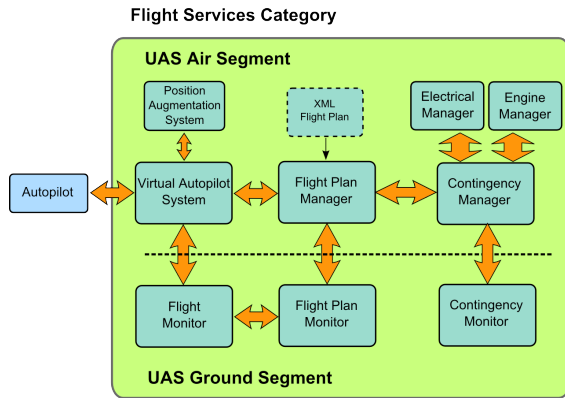 Flight Services Category
UAS Air Segment
Position
Augmentation
System
XML
Flight Plan
Electrical
Manager
Engine
Manager
Autopilot
Virtual Autopilot
System
Flight Plan
Manager
Contingency
Manager
Flight
Monitor
Flight Plan
Monitor
Contingency
Monitor
UAS Ground Segment